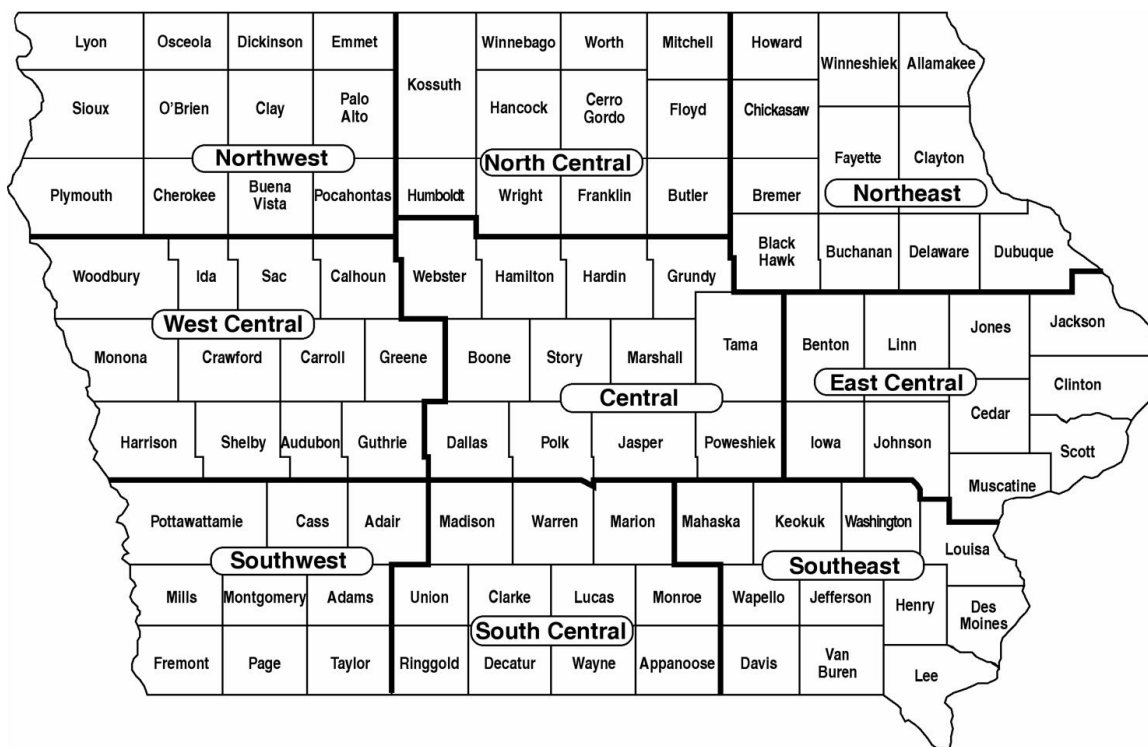 Lyon
Osceola
Dickinson
Emmet
Kossuth
Winnebago
Worth
Mitchell
Howard
Winneshiek
Allamakee
Sioux
O'Brien
Clay
Palo
Alto
Hancock
Cerro
Gordo
Floyd
Chickasaw
Northwest
North Central
Fayette
Clayton
Northeast
Plymouth
Cherokee
Buena
Vista
Pocahontas
Humboldt
Wright
Franklin
Butler
Bremer
Black
Hawk
Buchanan
Delaware
Dubuque
Woodbury
Ida
Sac
Calhoun
Webster
Hamilton
Hardin
Grundy
West Central
Jones
Jackson
Monona
Crawford
Carroll
Greene
Boone
Story
Marshall
Tama
Benton
Linn
Central
East Central
Clinton
Cedar
Harrison
Shelby
Audubon
Guthrie
Dallas
Polk
Jasper
Poweshiek
Iowa
Johnson
Scott
Muscatine
Pottawattamie
Cass
Adair
Madison
Warren
Marion
Mahaska
Keokuk
Washington
Louisa
Southwest
Southeast
Mills
Montgomery
Adams
Union
Clarke
Lucas
Monroe
Wapello
Jefferson
Henry
Des
Moines
South Central
Fremont
Page
Taylor
Ringgold
Decatur
Wayne
Appanoose
Davis
Van
Buren
Lee